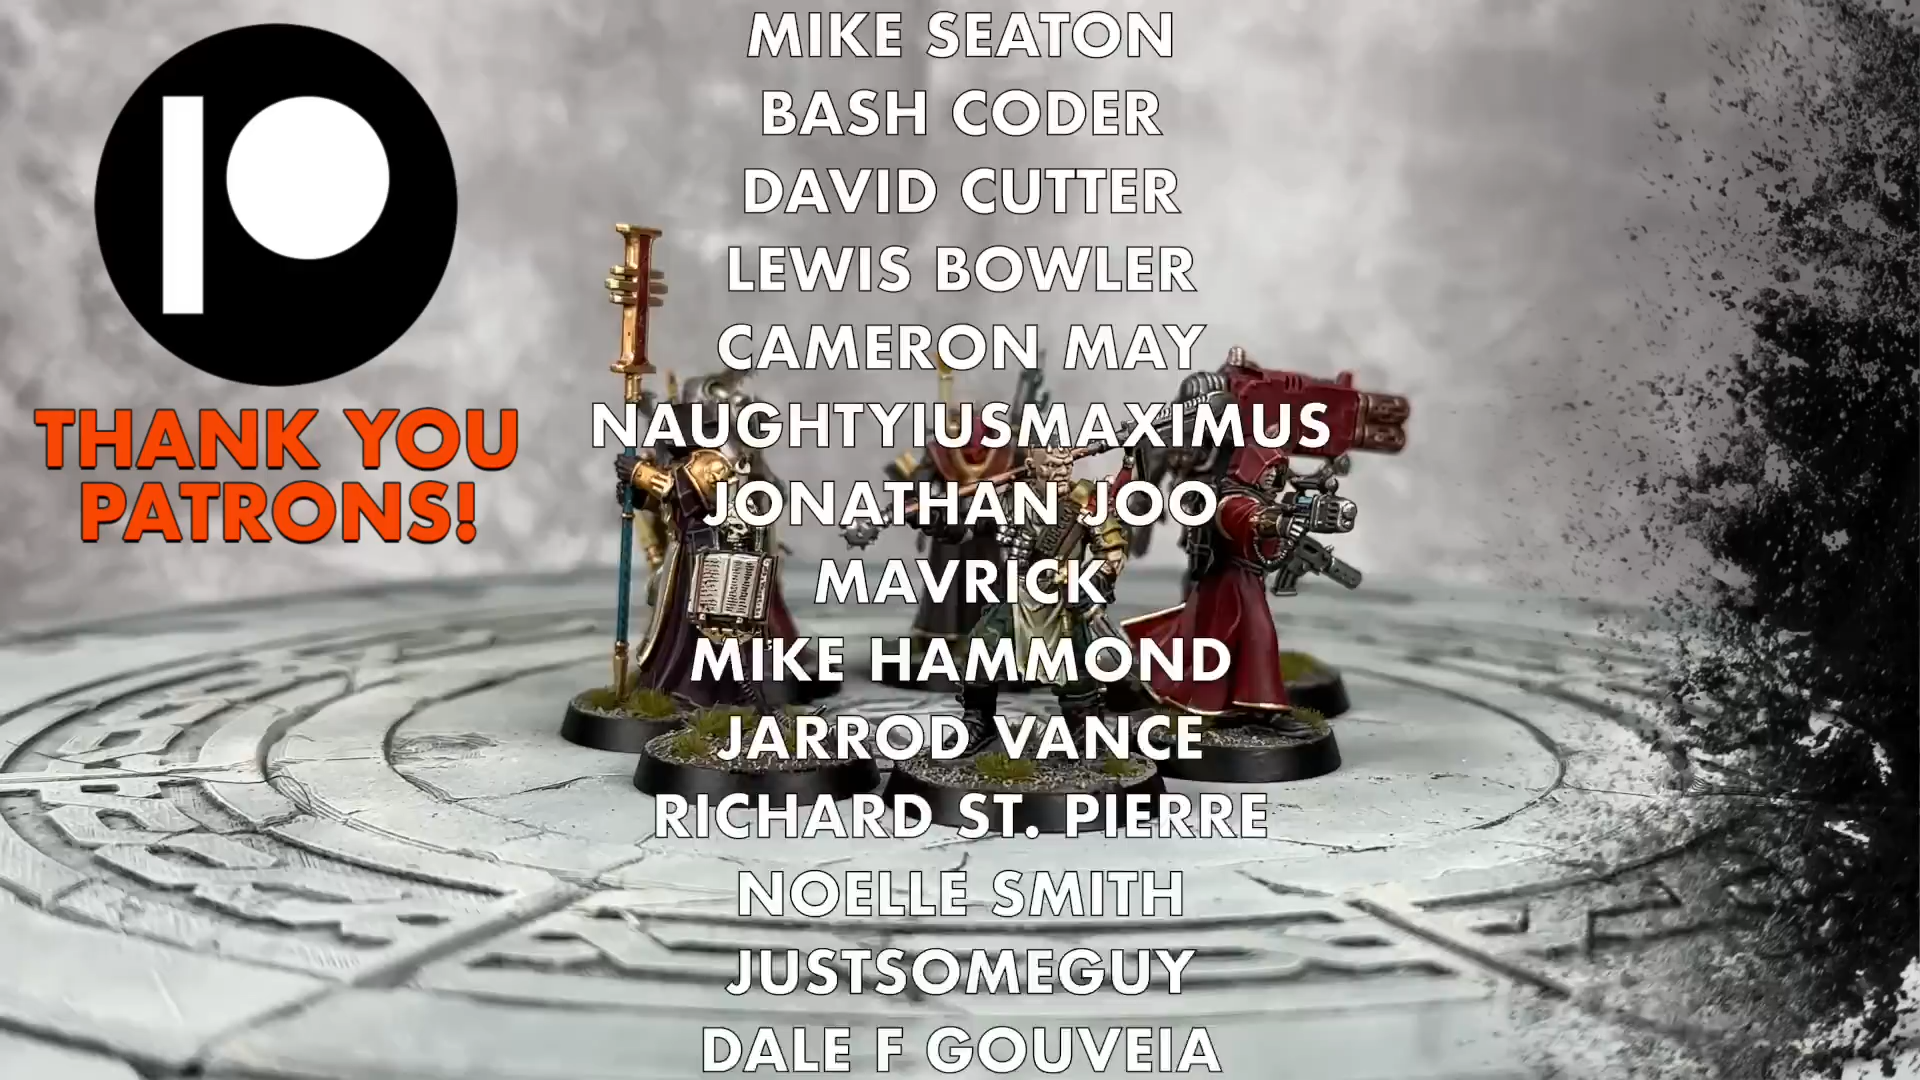 THANK YOU
PATRONS!
MIKE SEATON
BASH CODER
DAVID CUTTER
LEWIS BOWLER
CAMERON MAY
NAUGHTYIUSMAXIMUS
JONATHAN JOO
MAVRICK
MIKE HAMMOND
JARROD VANCE
RICHARD ST. PIERRE
NOELLE SMITH
JUSTSOMEGUY
DALE F GOUVEIA